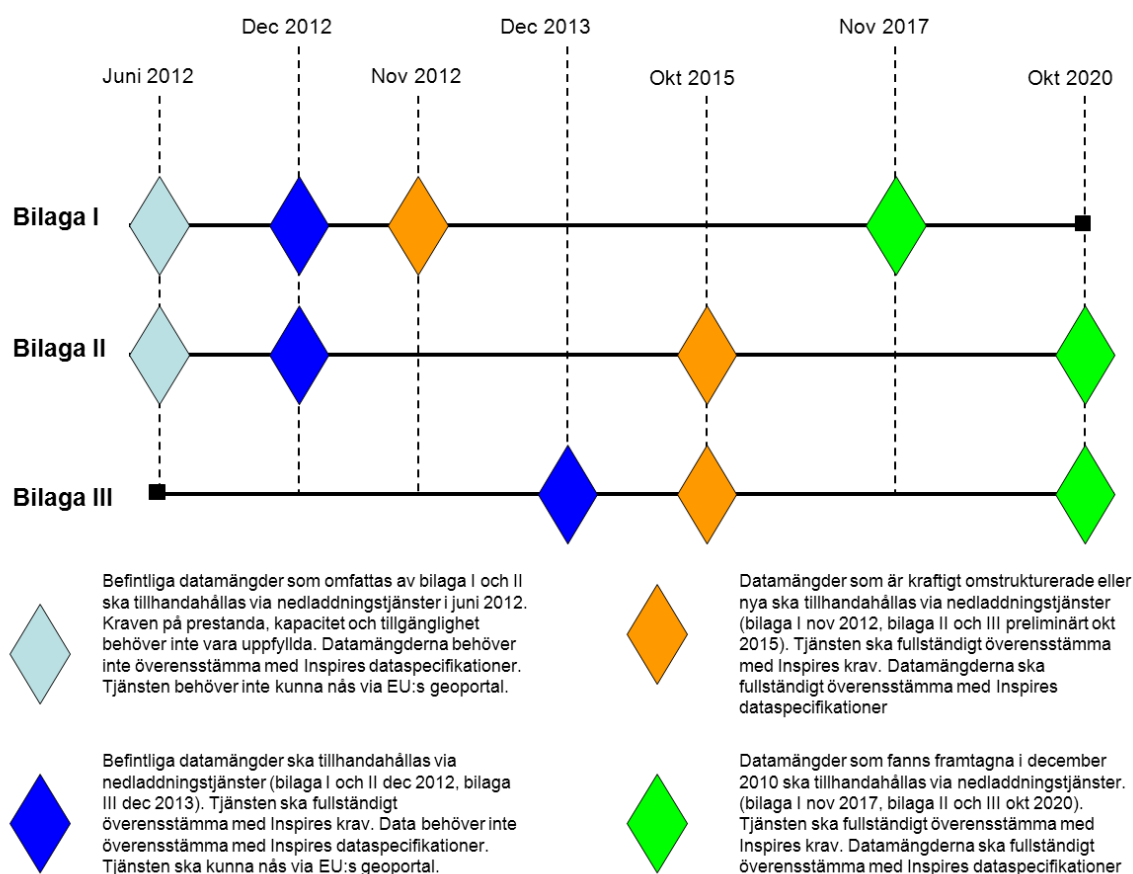 Dec 2012
Dec 2013
Nov 2017
Juni 2012
Nov 2012
Okt 2015
Okt 2020
Bilaga I
Bilaga II
Bilaga III
Befintliga datamängder som omfattas av bilaga I och II
ska tillhandahållas via nedladdningstjänster i juni 2012.
Kraven på prestanda, kapacitet och tillgänglighet
behöver inte vara uppfyllda. Datamängderna behöver
inte överensstämma med Inspires dataspecifikationer.
Tjänsten behöver inte kunna nås via EU:s geoportal.
Datamängder som är kraftigt omstrukturerade eller
nya ska tillhandahållas via nedladdningstjänster
(bilaga I nov 2012, bilaga II och III preliminärt okt
2015). Tjänsten ska fullständigt överensstämma
med Inspires krav. Datamängderna ska
fullständigt överensstämma med Inspires
dataspecifikationer
Befintliga datamängder ska tillhandahållas via
nedladdningstjänster (bilaga I och II dec 2012, bilaga
III dec 2013). Tjänsten ska fullständigt
överensstämma med Inspires krav. Data behöver inte
överensstämma med Inspires dataspecifikationer.
Tjänsten ska kunna nås via EU:s geoportal.
Datamängder som fanns framtagna i december
2010 ska tillhandahållas via nedladdningstjänster.
(bilaga I nov 2017, bilaga II och III okt 2020).
Tjänsten ska fullständigt överensstämma med
Inspires krav. Datamängderna ska fullständigt
överensstämma med Inspires dataspecifikationer